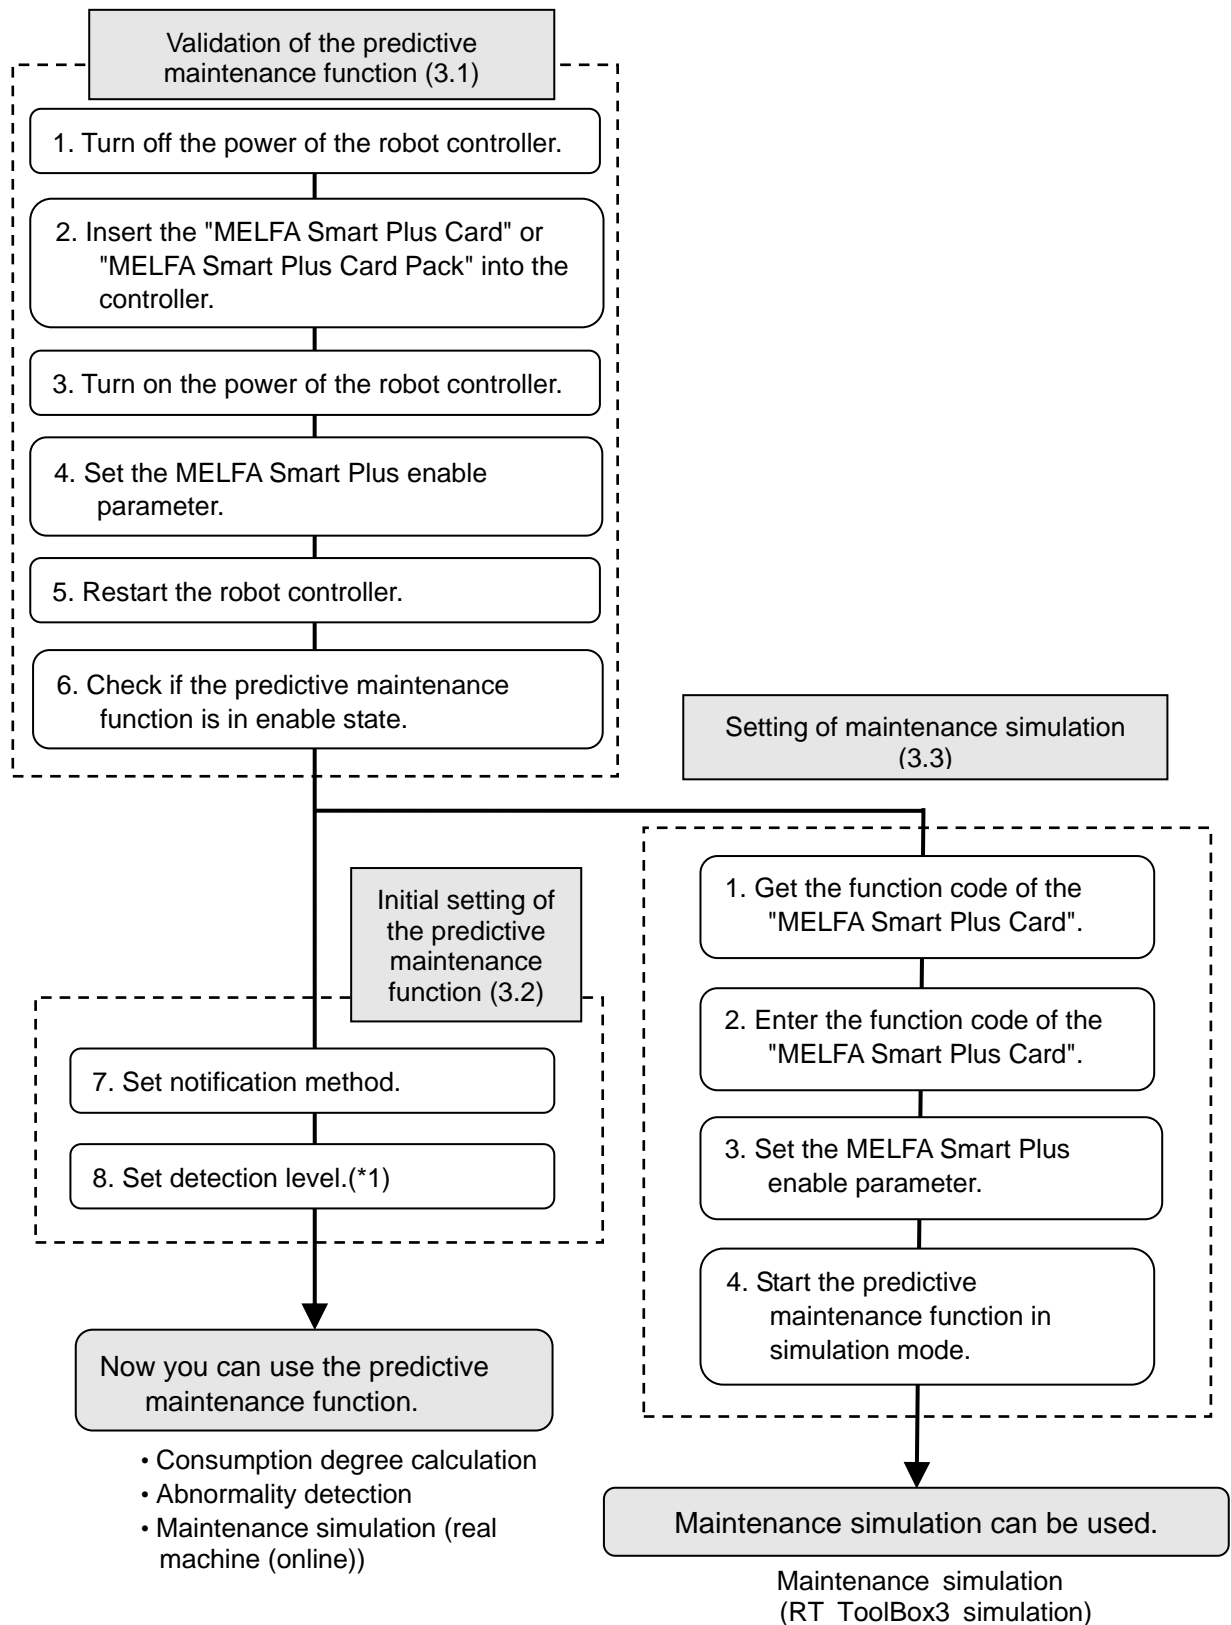 Validation of the predictive
maintenance function (3.1)
1. Turn off the power of the robot controller.
2. Insert the "MELFA Smart Plus Card" or
"MELFA Smart Plus Card Pack" into the
controller.
3. Turn on the power of the robot controller.
4. Set the MELFA Smart Plus enable
parameter.
5. Restart the robot controller.
6. Check if the predictive maintenance
function is in enable state.
Initial setting of
the predictive
maintenance
function (3.2)
7. Set notification method.
8. Set detection level.(*1)
Now you can use the predictive
maintenance function.
• Consumption degree calculation
• Abnormality detection
• Maintenance simulation (real
machine (online))
Setting of maintenance simulation
(3.3)
1. Get the function code of the
"MELFA Smart Plus Card".
2. Enter the function code of the
"MELFA Smart Plus Card".
3. Set the MELFA Smart Plus
enable parameter.
4. Start the predictive
maintenance function in
simulation mode.
Maintenance simulation can be used.
Maintenance simulation
(RT ToolBox3 simulation)